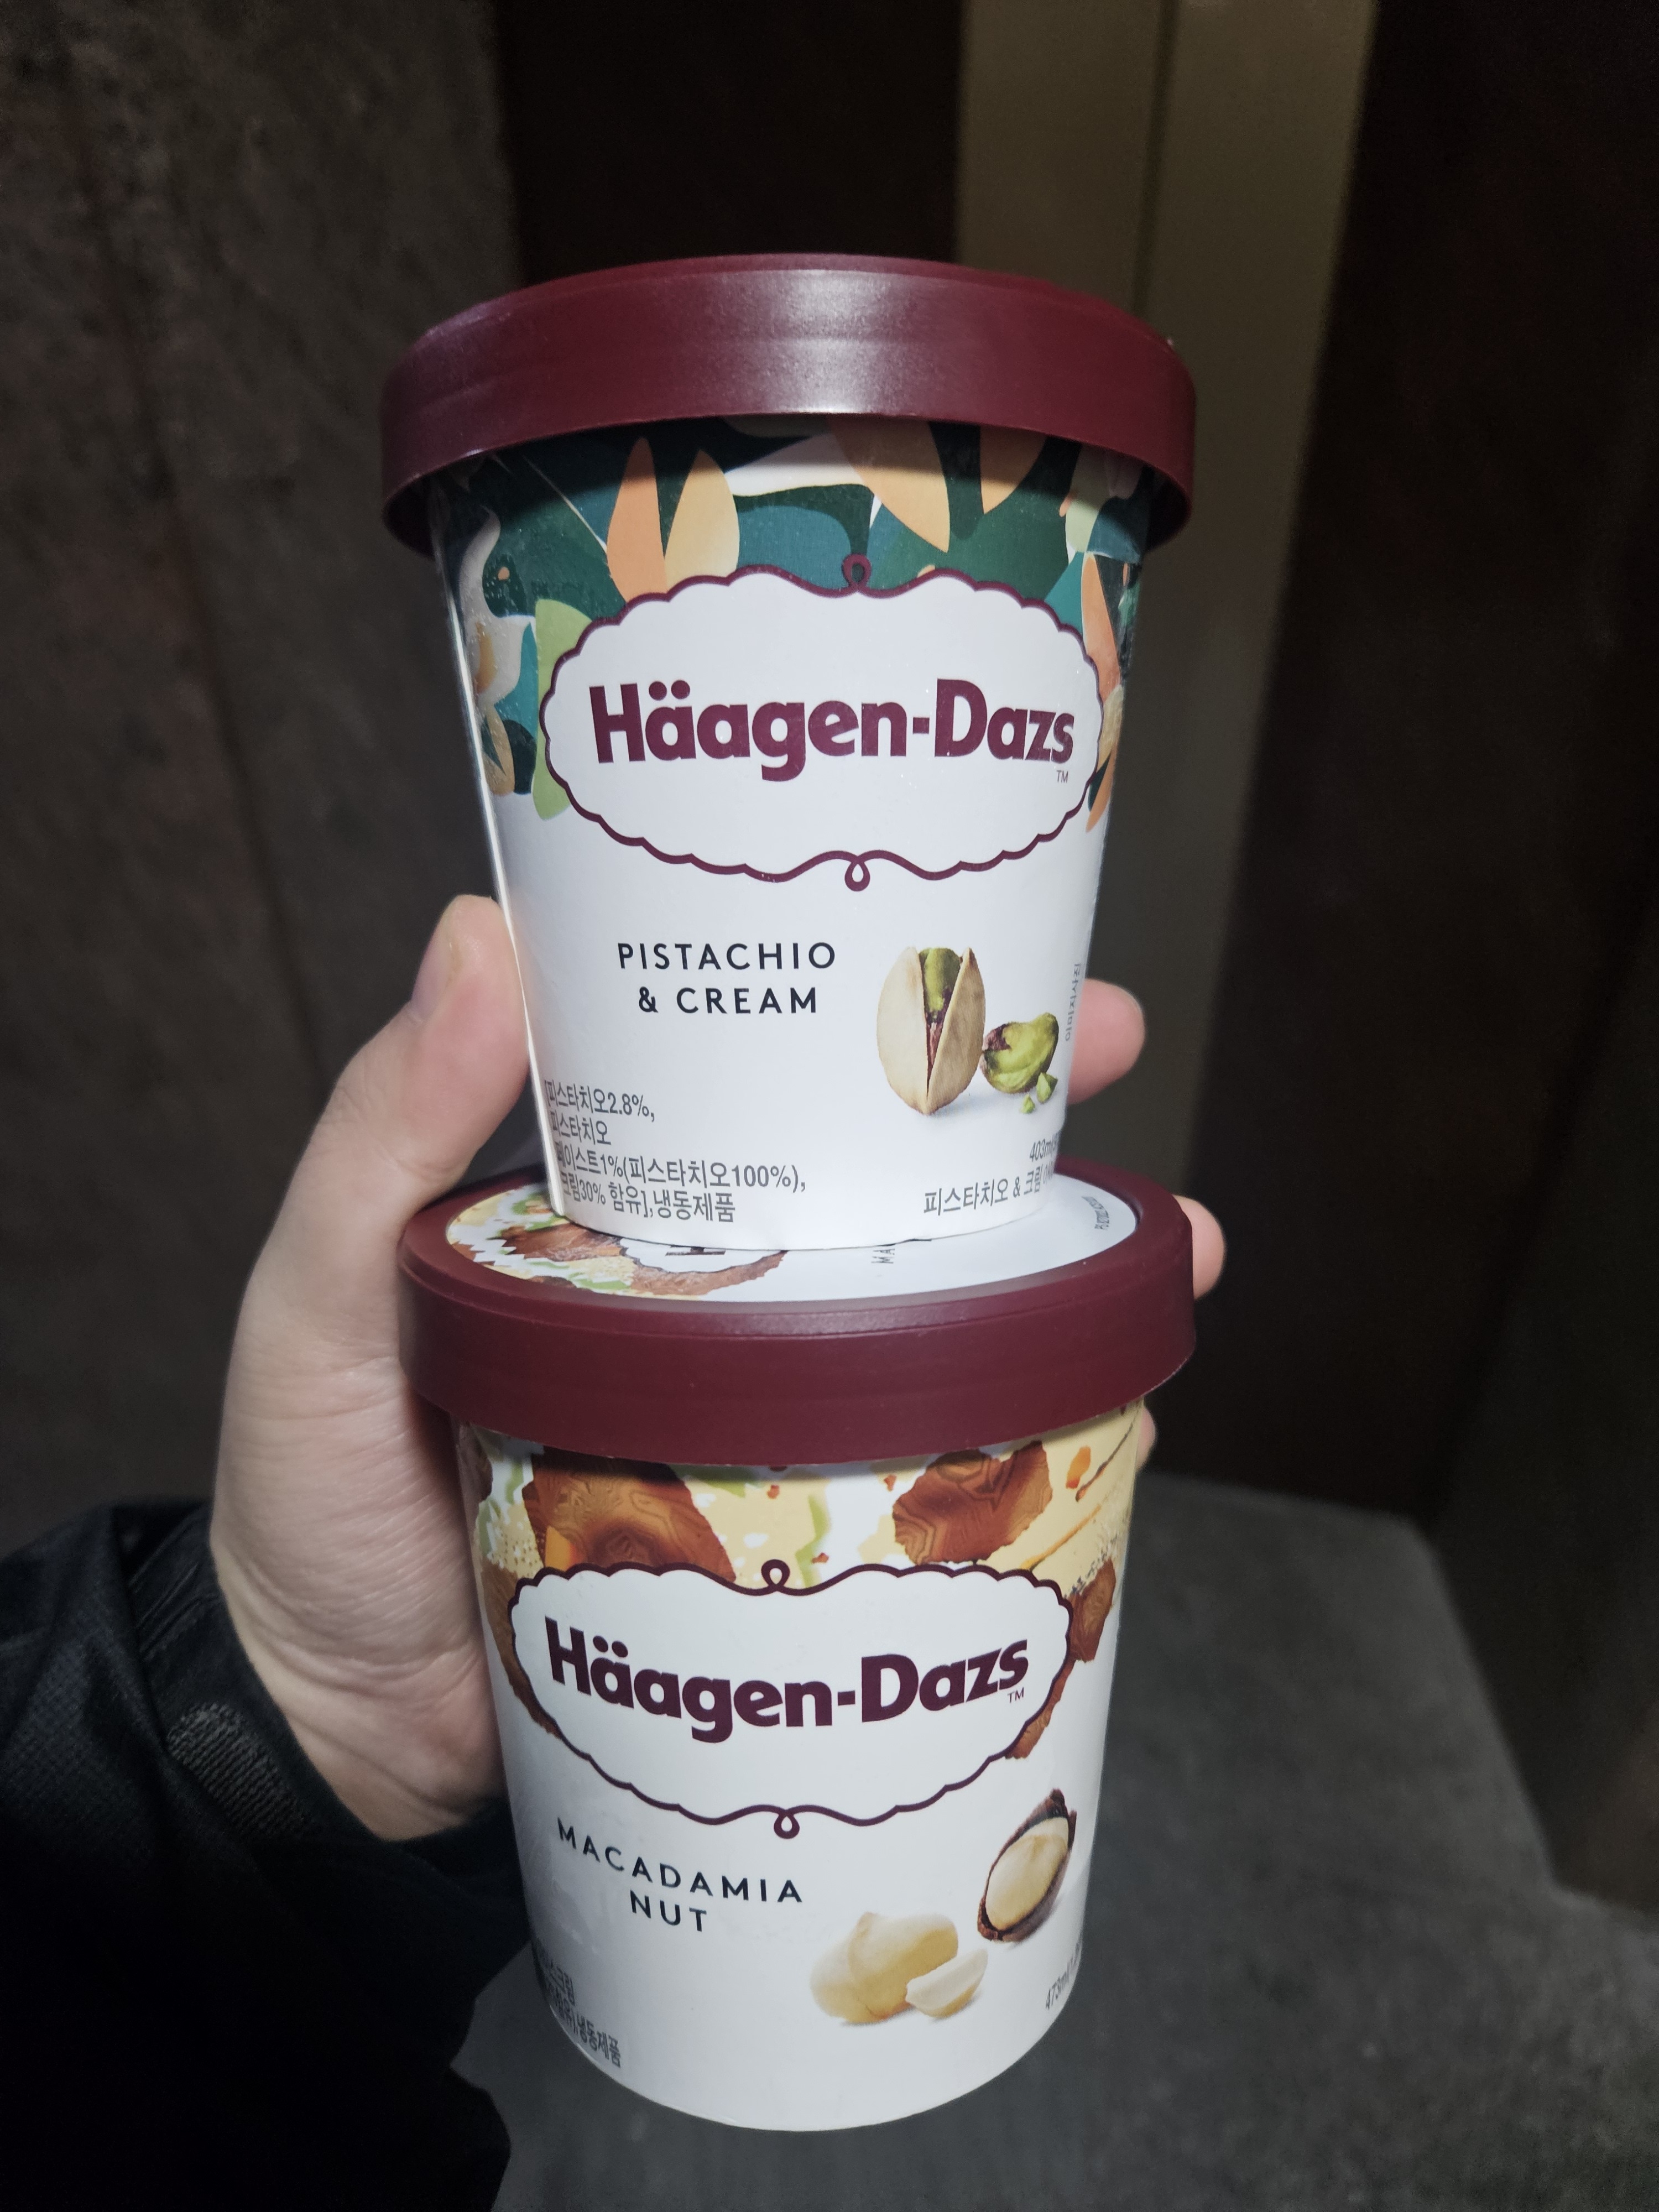 Häagen-Dazs
TM
PISTACHIO
& CREAM
[피스타치오2.8%,
피스타치오
페이스트1%(피스타치오100%),
크림30% 함유],냉동제품
403ml
피스타치오 & 크림
Häagen-Dazs
TM
MACADAMIA
NUT
냉동제품
473ml